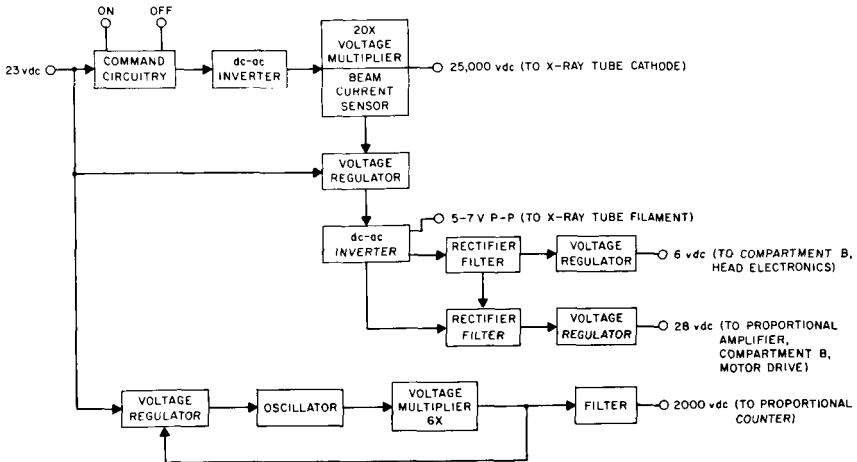 ON
OFF
23 vdc
COMMAND
CIRCUITRY
dc-ac
INVERTER
20X
VOLTAGE
MULTIPLIER
BEAM
CURRENT
SENSOR
25,000 vdc (TO X-RAY TUBE CATHODE)
VOLTAGE
REGULATOR
5-7 V P-P (TO X-RAY TUBE FILAMENT)
dc-ac
INVERTER
RECTIFIER
FILTER
VOLTAGE
REGULATOR
6 vdc (TO COMPARTMENT B,
HEAD ELECTRONICS)
RECTIFIER
FILTER
VOLTAGE
REGULATOR
28 vdc (TO PROPORTIONAL
AMPLIFIER,
COMPARTMENT B,
MOTOR DRIVE)
VOLTAGE
REGULATOR
OSCILLATOR
VOLTAGE
MULTIPLIER
6X
FILTER
2000 vdc (TO PROPORTIONAL
COUNTER)